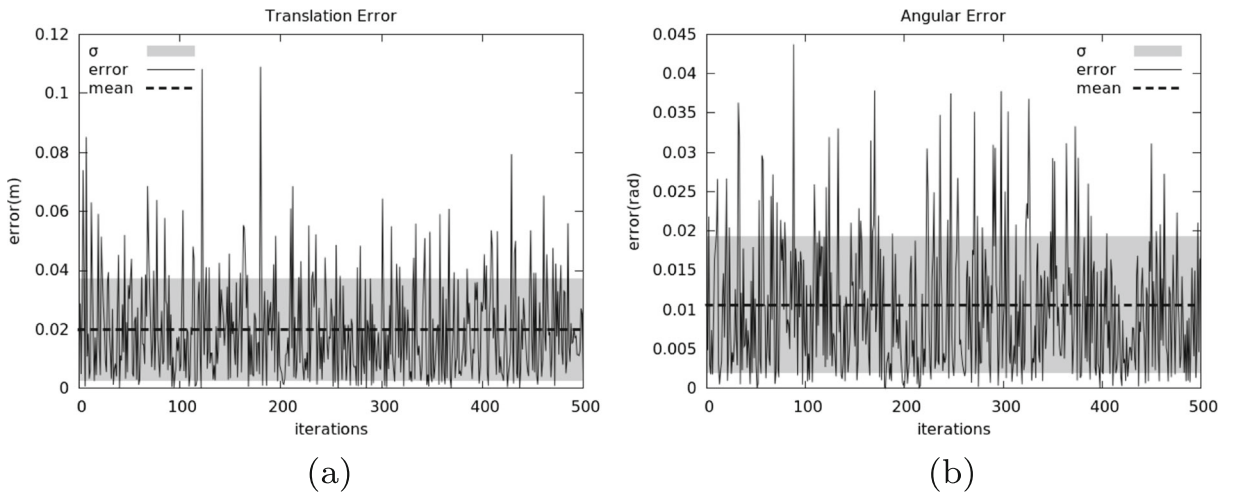 Translation Error
0.12
0.1
0.08
0.06
0.04
0.02
0
error(m)
σ
error
mean
0 100 200 300 400 500
iterations
(a)
Angular Error
0.045
0.04
0.035
0.03
0.025
0.02
0.015
0.01
0.005
0
error(rad)
σ
error
mean
0 100 200 300 400 500
iterations
(b)